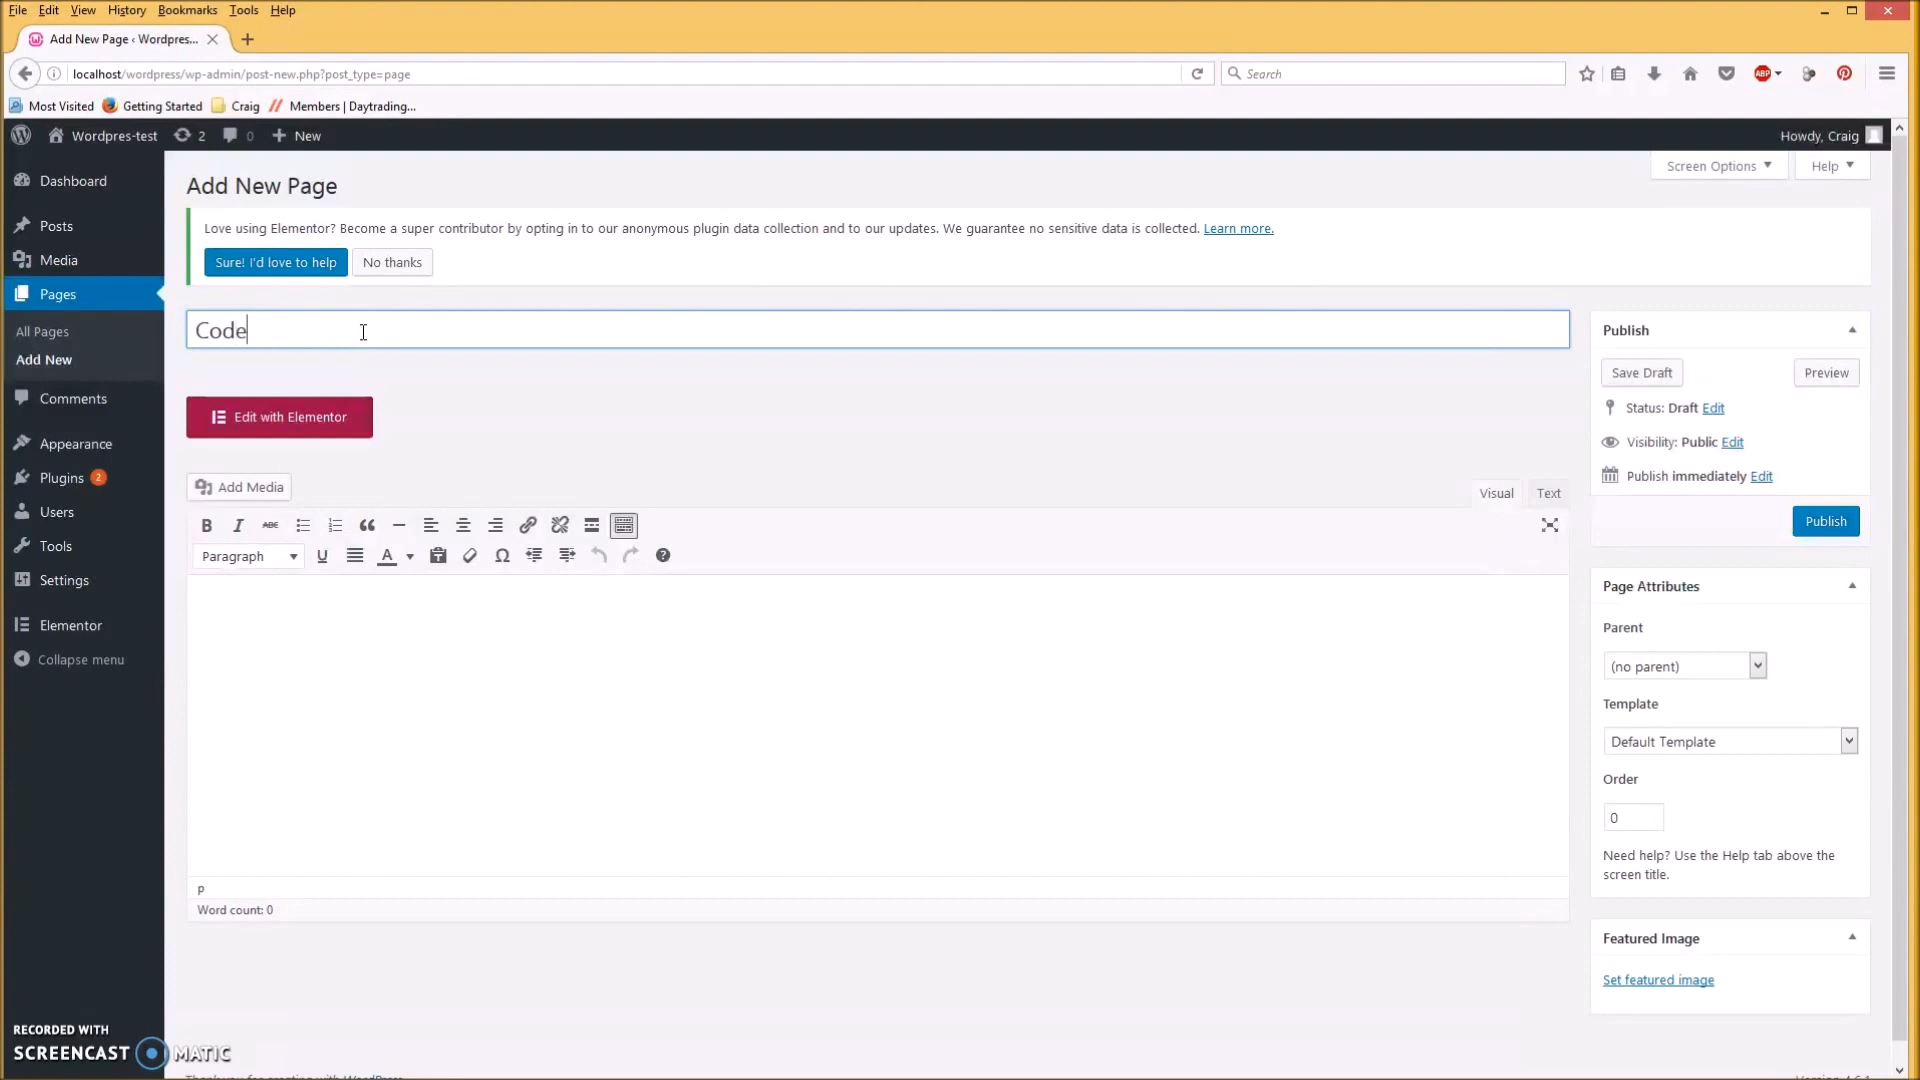 File Edit View History Bookmarks Tools Help
Add New Page ‹ Wordpres...
localhost/wordpress/wp-admin/post-new.php?post_type=page
Search
ABP
Most Visited Getting Started Craig Members | Daytrading...
Wordpres-test 2 0 New
Howdy, Craig
Screen Options Help
Dashboard
Posts
Media
Pages
All Pages
Add New
Comments
Appearance
Plugins 2
Users
Tools
Settings
Elementor
Collapse menu
Add New Page
Love using Elementor? Become a super contributor by opting in to our anonymous plugin data collection and to our updates. We guarantee no sensitive data is collected. Learn more.
Sure! I'd love to help No thanks
Code
Edit with Elementor
Add Media
Visual Text
B I ABC
Paragraph U A Ω
p
Word count: 0
Publish
Save Draft Preview
Status: Draft Edit
Visibility: Public Edit
Publish immediately Edit
Publish
Page Attributes
Parent
(no parent)
Template
Default Template
Order
0
Need help? Use the Help tab above the
screen title.
Featured Image
Set featured image
RECORDED WITH
SCREENCAST MATIC